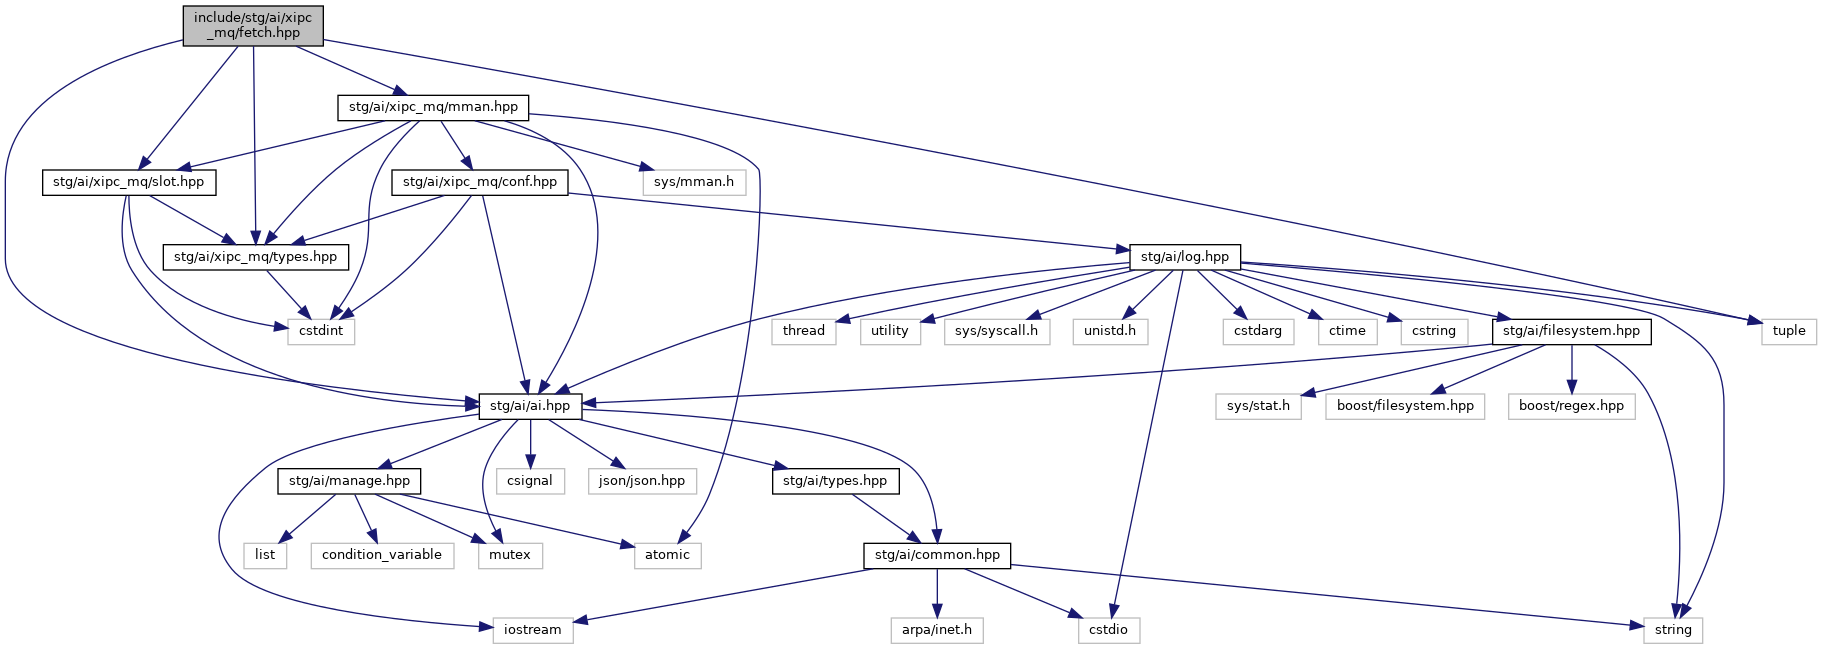 include/stg/ai/xipc
_mq/fetch.hpp
stg/ai/xipc_mq/mman.hpp
stg/ai/xipc_mq/slot.hpp
stg/ai/xipc_mq/conf.hpp
sys/mman.h
stg/ai/xipc_mq/types.hpp
stg/ai/log.hpp
cstdint
thread
utility
sys/syscall.h
unistd.h
cstdarg
ctime
cstring
stg/ai/filesystem.hpp
tuple
stg/ai/ai.hpp
sys/stat.h
boost/filesystem.hpp
boost/regex.hpp
stg/ai/manage.hpp
csignal
json/json.hpp
stg/ai/types.hpp
list
condition_variable
mutex
atomic
stg/ai/common.hpp
iostream
arpa/inet.h
cstdio
string